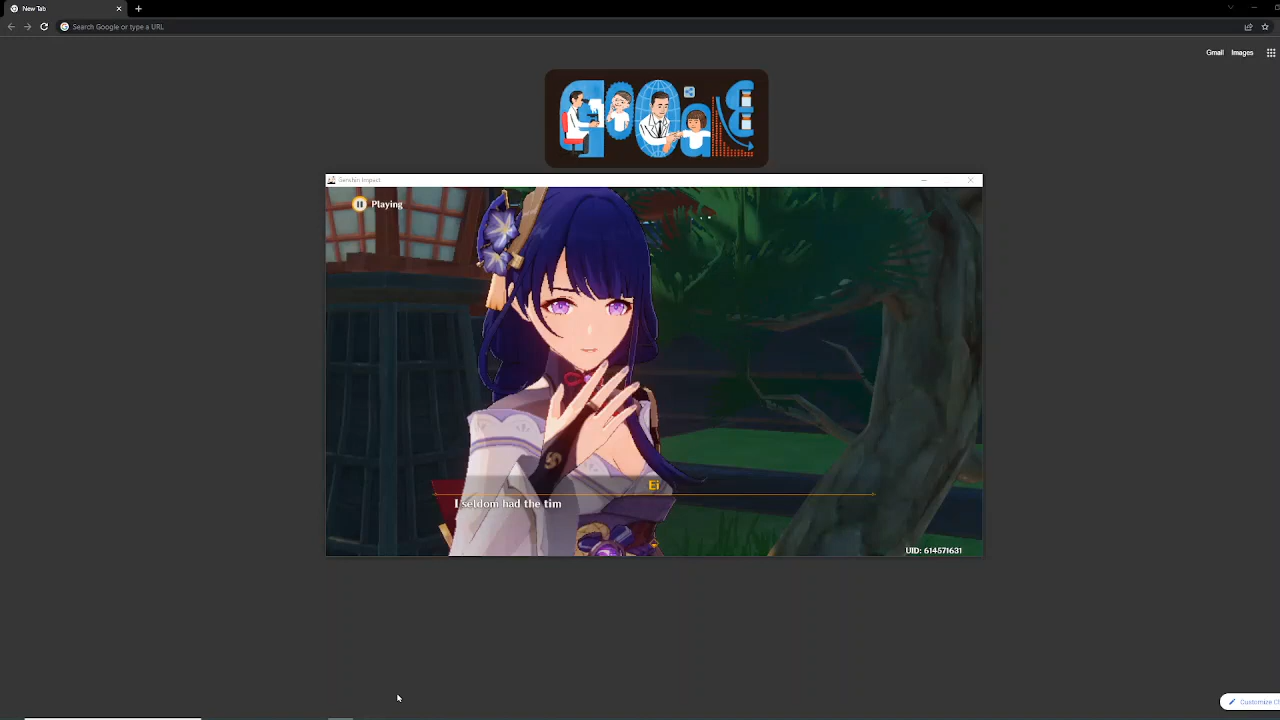 New Tab
Search Google or type a URL
Gmail Images
Genshin Impact
Playing
Ei
I seldom had the tim
UID: 614571631